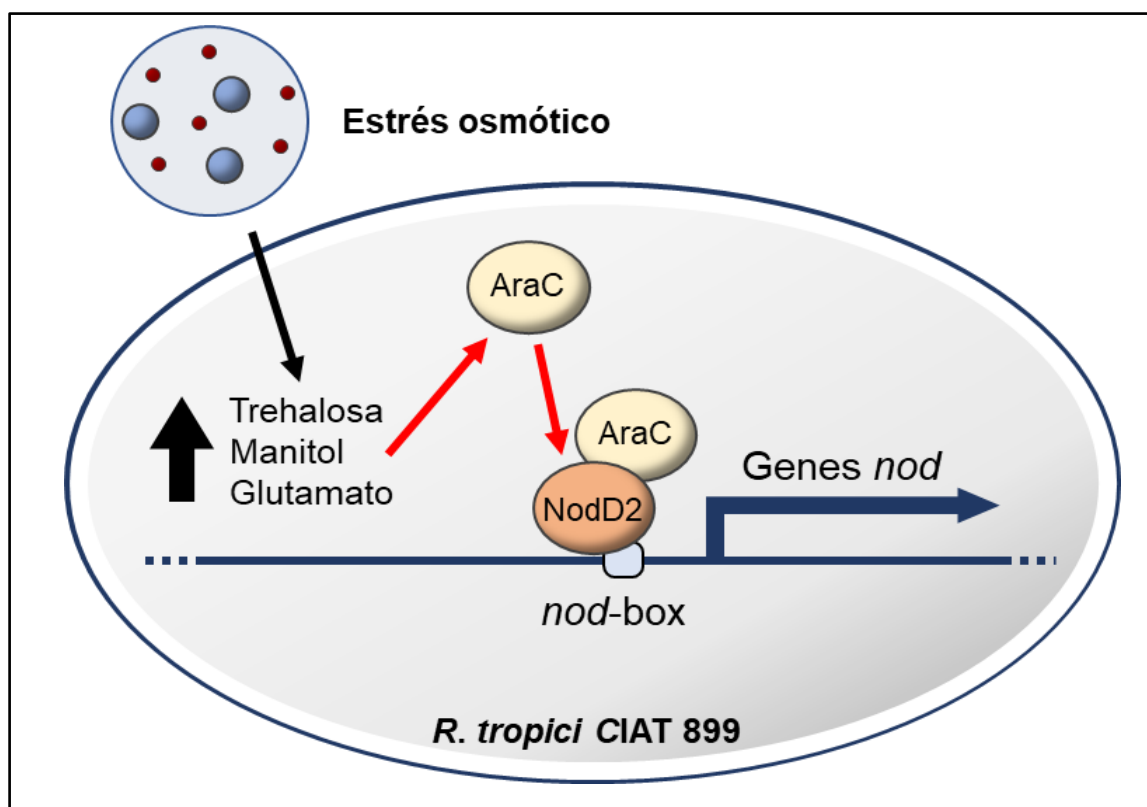 Estrés osmótico
AraC
Trehalosa
Manitol
Glutamato
AraC
NodD2
Genes nod
nod-box
R. tropici CIAT 899